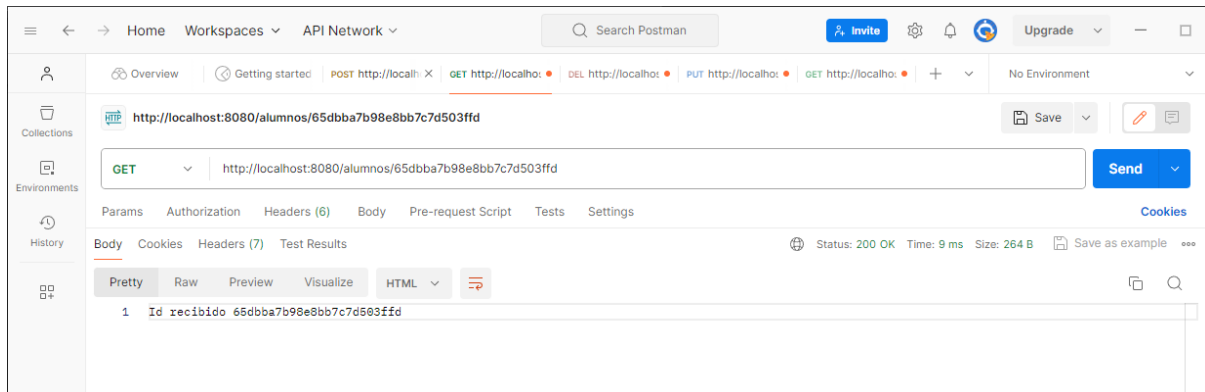 Home Workspaces API Network Search Postman Invite Upgrade
Overview Getting started POST http://localh GET http://localho: DEL http://localhos PUT http://localhos GET http://localho: No Environment
HTTP http://localhost:8080/alumnos/65dbba7b98e8bb7c7d503ffd Save
Collections
GET http://localhost:8080/alumnos/65dbba7b98e8bb7c7d503ffd Send
Environments
Params Authorization Headers (6) Body Pre-request Script Tests Settings Cookies
History
Body Cookies Headers (7) Test Results Status: 200 OK Time: 9 ms Size: 264 B Save as example
Pretty Raw Preview Visualize HTML
1 Id recibido 65dbba7b98e8bb7c7d503ffd